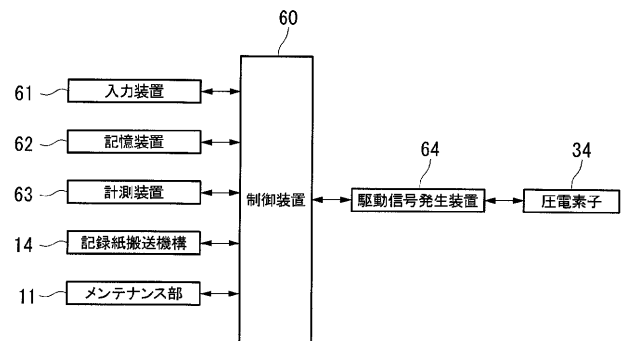 60
61 入力装置
62 記憶装置
64
34
63 計測装置
制御装置
駆動信号発生装置
圧電素子
14 記録紙搬送機構
11 メンテナンス部